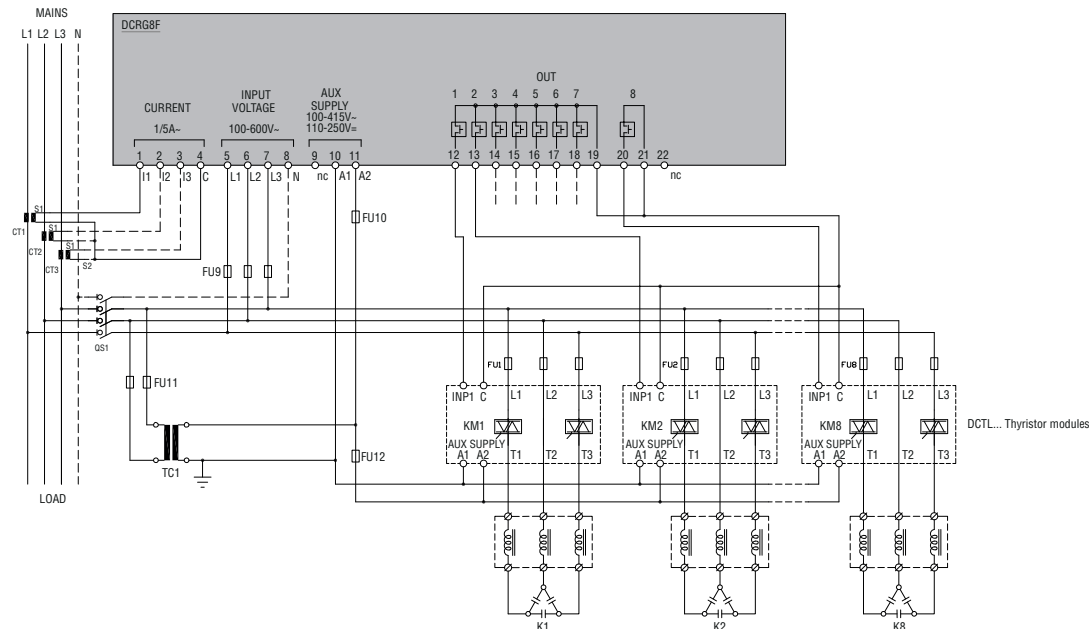 MAINS
L1 L2 L3 N
DCRG8F
OUT
1 2 3 4 5 6 7 8
CURRENT
1/5A~
INPUT
VOLTAGE
100-600V~
AUX
SUPPLY
100-415V~
110-250V=
1 2 3 4 5 6 7 8 9 10 11 12 13 14 15 16 17 18 19 20 21 22
I1 I2 I3 C L1 L2 L3 N nc A1 A2 nc
FU10
S1
CT1
S1
CT2
S1
CT3
S2
FU9
QS1
FU11
TC1
FU12
LOAD
FU1 FU2 FU8
INP1 C L1 L2 L3
KM1
AUX SUPPLY
A1 A2 T1 T2 T3
INP1 C L1 L2 L3
KM2
AUX SUPPLY
A1 A2 T1 T2 T3
INP1 C L1 L2 L3
KM8
AUX SUPPLY
A1 A2 T1 T2 T3
DCTL... Thyristor modules
K1 K2 K8